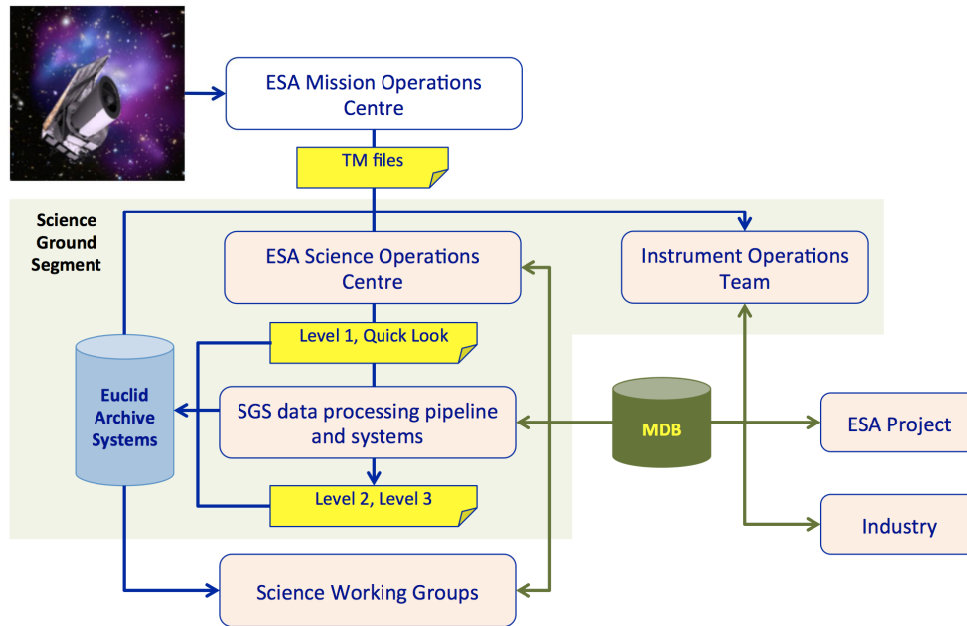 ESA Mission Operations
Centre
TM files
Science
Ground
Segment
ESA Science Operations
Centre
Instrument Operations
Team
Level 1, Quick Look
Euclid
Archive
Systems
SGS data processing pipeline
and systems
MDB
ESA Project
Level 2, Level 3
Industry
Science Working Groups